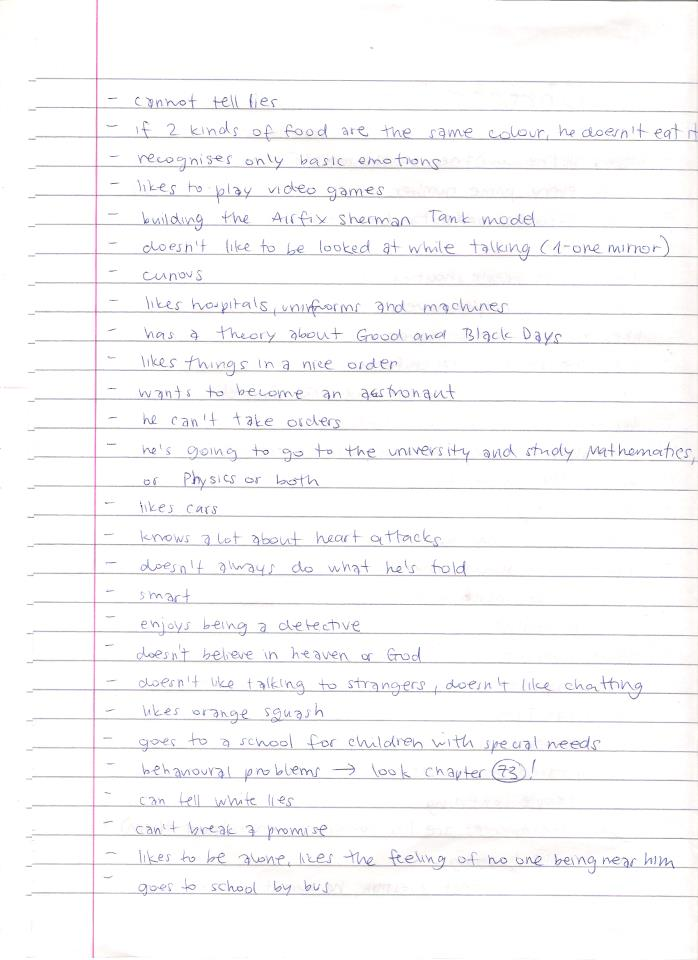 - cannot tell lies
- if 2 kinds of food are the same colour, he doesn't eat it
- recognises only basic emotions
- likes to play video games
- building the Airfix Sherman Tank model
- doesn't like to be looked at while talking (1-one mirror)
- curious
- likes hospitals, uniforms and machines
- has a theory about Good and Black Days
- likes things in a nice order
- wants to become an astronaut
- he can't take orders
- he's going to go to the university and study Mathematics,
or Physics or both
- likes cars
- knows a lot about heart attacks
- doesn't always do what he's told
- smart
- enjoys being a detective
- doesn't believe in heaven or God
- doesn't like talking to strangers, doesn't like chatting
- likes orange squash
- goes to a school for children with special needs
- behavioural problems → look chapter 73!
- can tell white lies
- can't break a promise
- likes to be alone, likes the feeling of no one being near him
- goes to school by bus